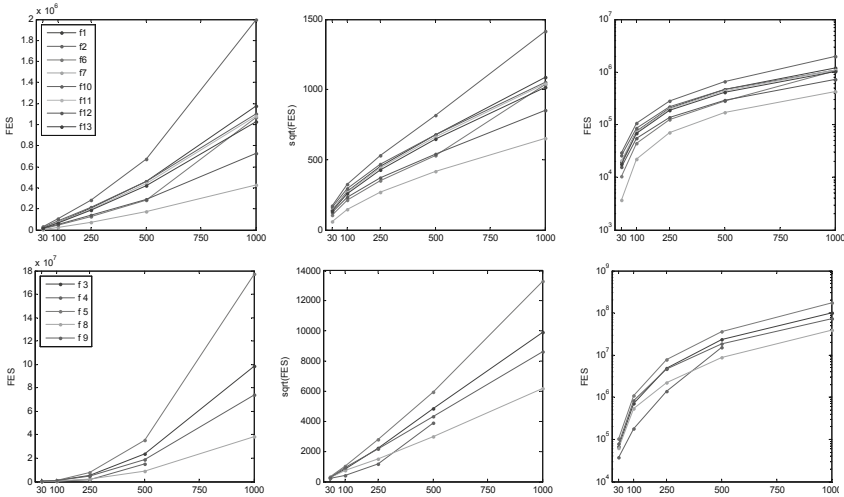 x 10^6
2
1.8
1.6
1.4
1.2
1
0.8
0.6
0.4
0.2
0
FES
f1
f2
f6
f7
f10
f11
f12
f13
30 100 250 500 750 1000
1500
1000
500
0
sqrt(FES)
30 100 250 500 750 1000
10^7
10^6
10^5
10^4
10^3
FES
30 100 250 500 750 1000
x 10^7
18
16
14
12
10
8
6
4
2
0
FES
f 3
f 4
f 5
f 8
f 9
30 100 250 500 750 1000
14000
12000
10000
8000
6000
4000
2000
0
sqrt(FES)
30 100 250 500 750 1000
10^9
10^8
10^7
10^6
10^5
10^4
FES
30 100 250 500 750 1000